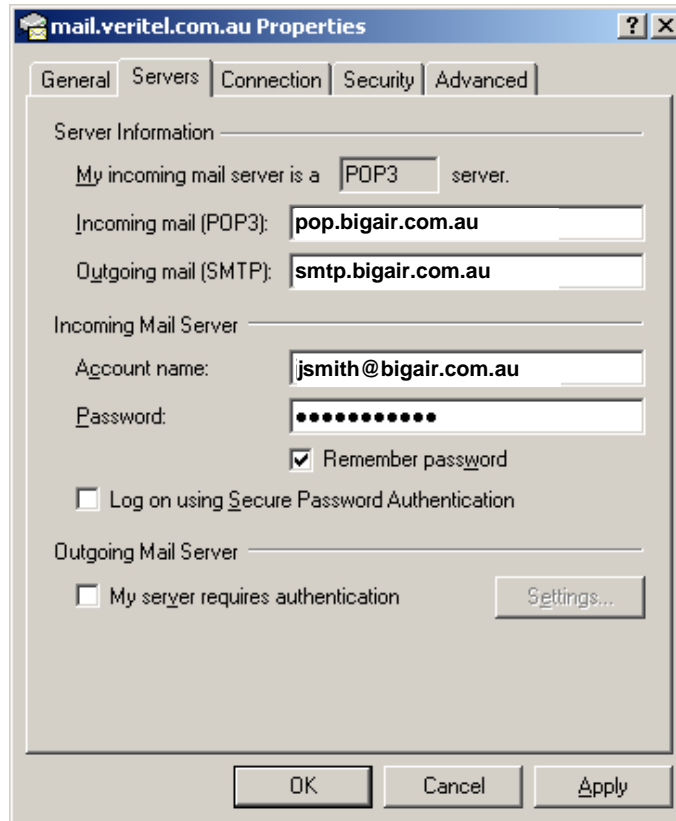 mail.veritel.com.au Properties
General Servers Connection Security Advanced
Server Information
My incoming mail server is a POP3 server.
Incoming mail (POP3): pop.bigair.com.au
Outgoing mail (SMTP): smtp.bigair.com.au
Incoming Mail Server
Account name: jsmith@bigair.com.au
Password: •••••••••••
Remember password
Log on using Secure Password Authentication
Outgoing Mail Server
My server requires authentication Settings...
OK Cancel Apply